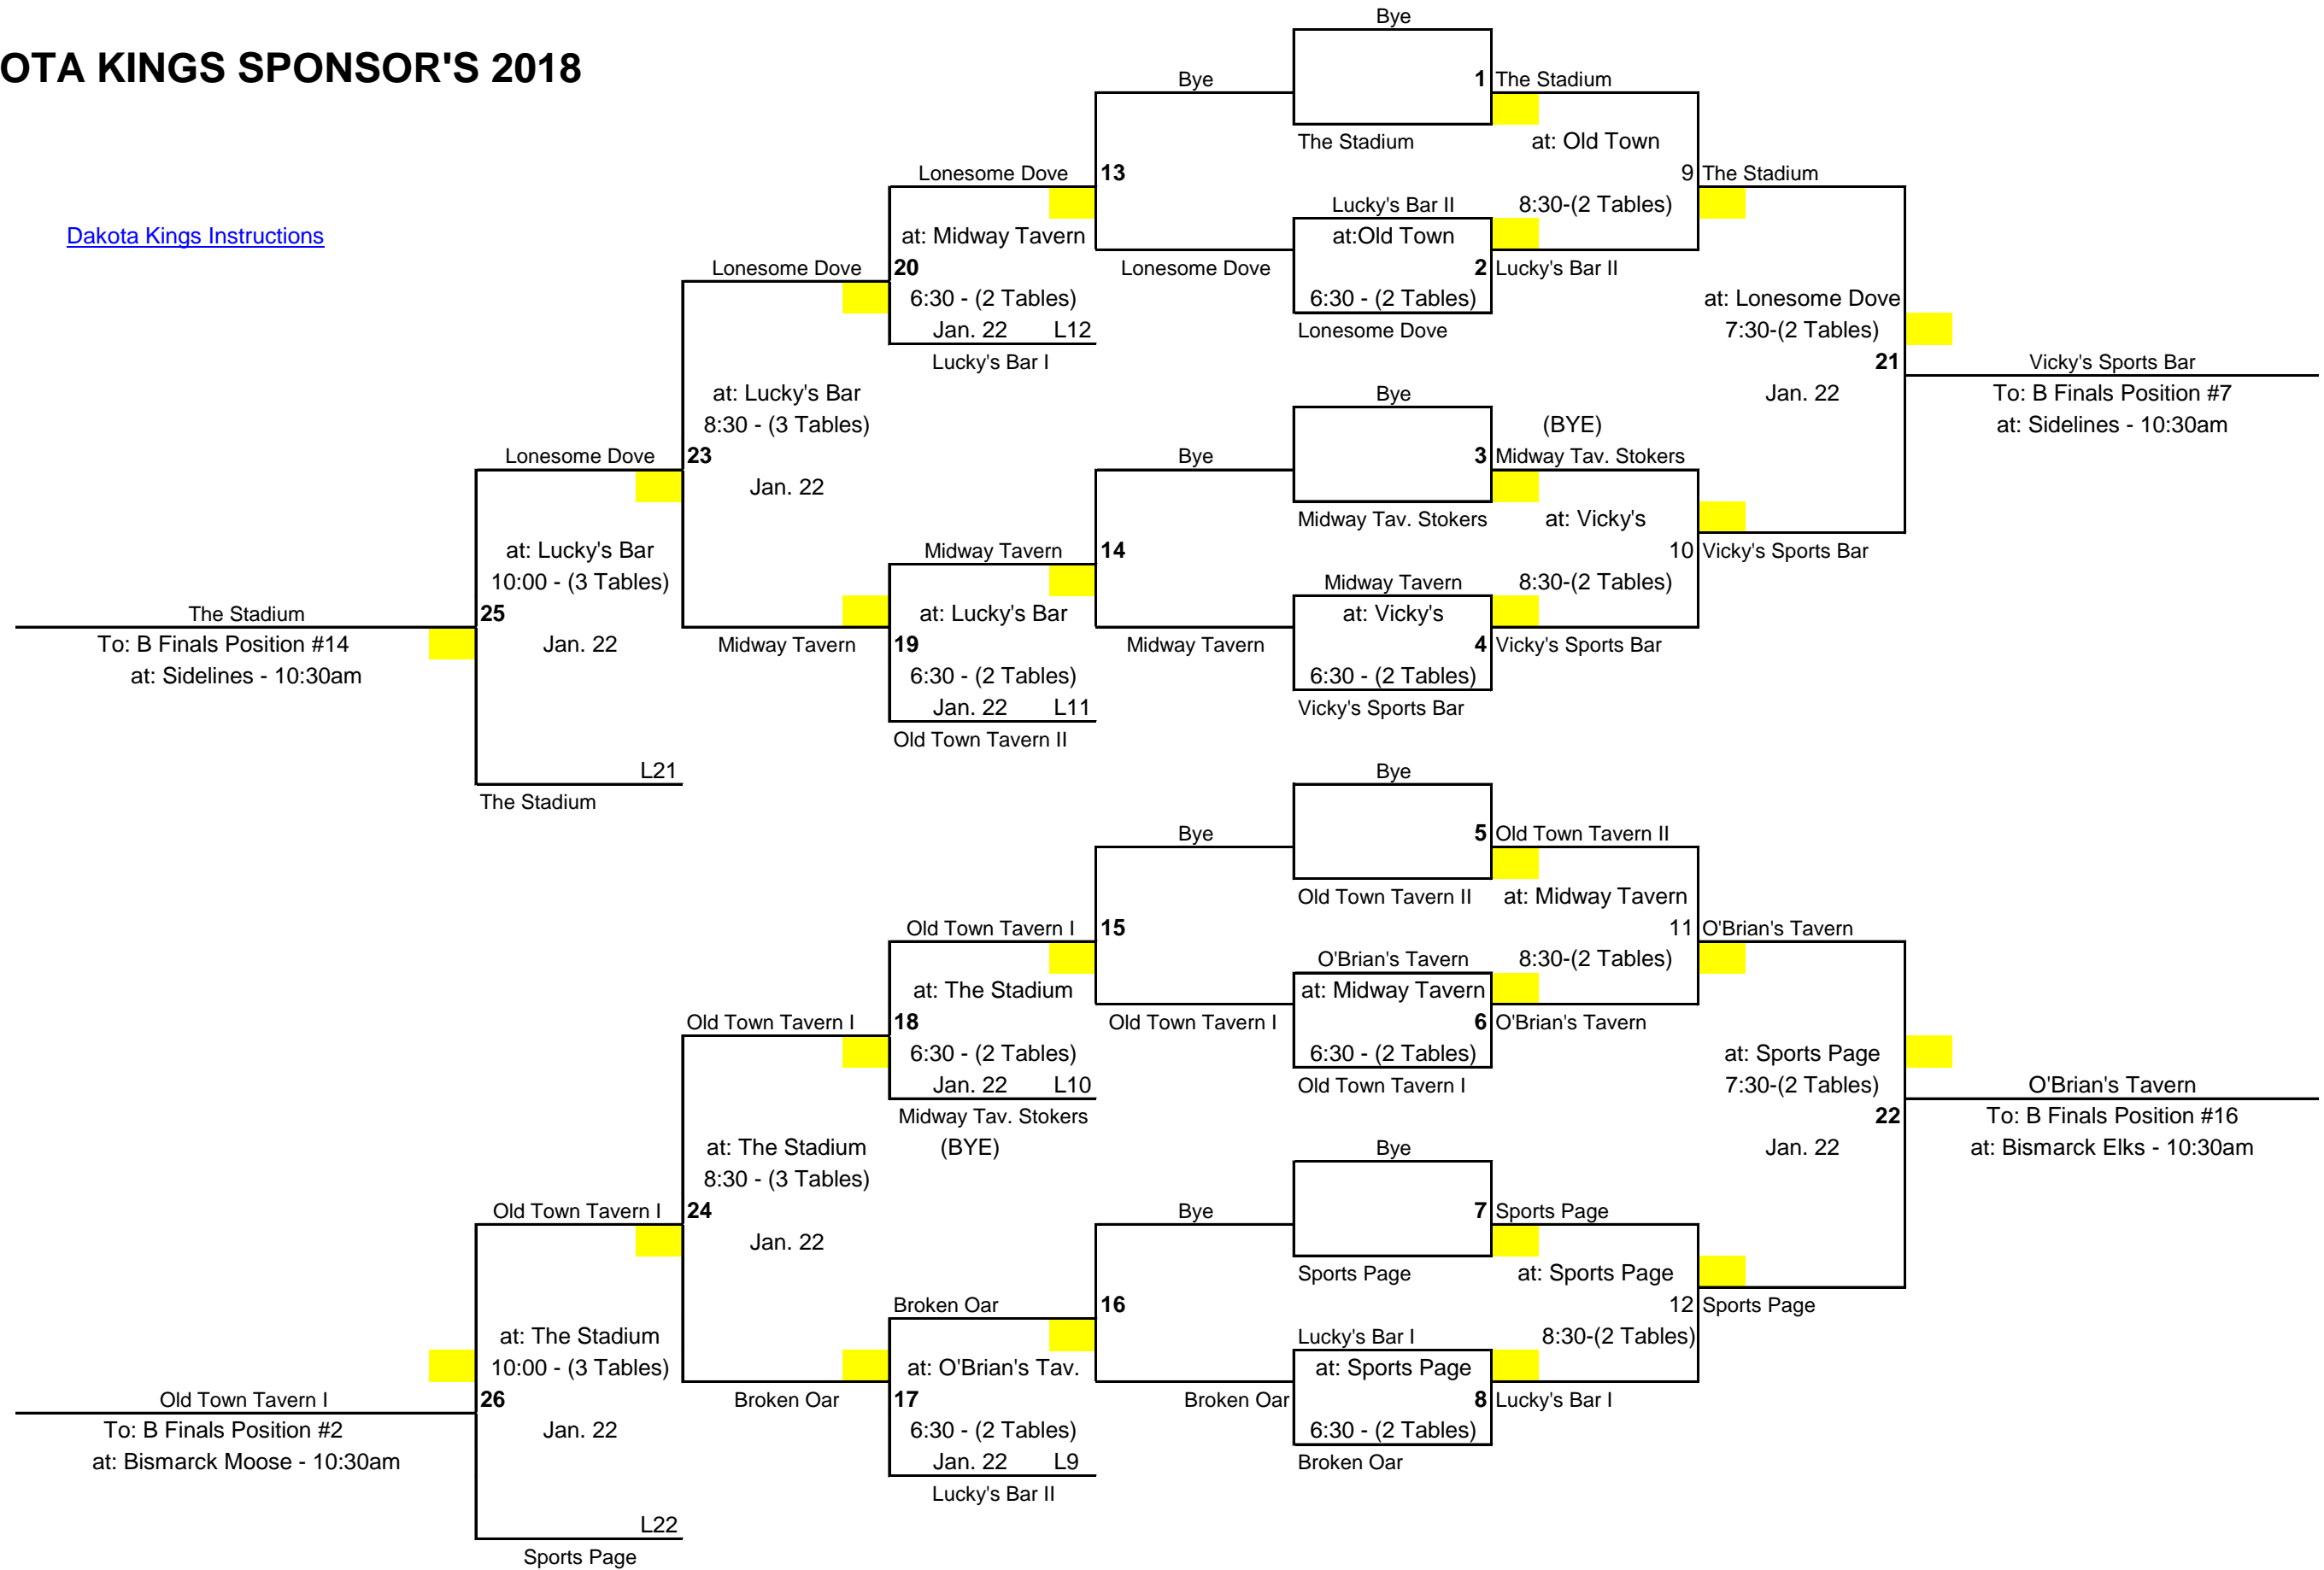 Bye
OTA KINGS SPONSOR'S 2018
Bye 1 The Stadium
The Stadium at: Old Town
Lonesome Dove 13 9 The Stadium
Lucky's Bar II 8:30-(2 Tables)
Dakota Kings Instructions at: Midway Tavern at:Old Town
Lonesome Dove 20 Lonesome Dove 2 Lucky's Bar II
6:30 - (2 Tables) 6:30 - (2 Tables) at: Lonesome Dove
Jan. 22 L12 Lonesome Dove 7:30-(2 Tables)
Lucky's Bar I 21 Vicky's Sports Bar
at: Lucky's Bar Bye Jan. 22 To: B Finals Position #7
8:30 - (3 Tables) (BYE) at: Sidelines - 10:30am
Lonesome Dove 23 Bye 3 Midway Tav. Stokers
Jan. 22
Midway Tav. Stokers at: Vicky's
at: Lucky's Bar Midway Tavern 14 10 Vicky's Sports Bar
10:00 - (3 Tables) Midway Tavern 8:30-(2 Tables)
The Stadium 25 at: Lucky's Bar at: Vicky's
To: B Finals Position #14 Jan. 22 Midway Tavern 19 Midway Tavern 4 Vicky's Sports Bar
at: Sidelines - 10:30am 6:30 - (2 Tables) 6:30 - (2 Tables)
Jan. 22 L11 Vicky's Sports Bar
Old Town Tavern II
L21 Bye
The Stadium
Bye 5 Old Town Tavern II
Old Town Tavern II at: Midway Tavern
Old Town Tavern I 15 11 O'Brian's Tavern
O'Brian's Tavern 8:30-(2 Tables)
at: The Stadium at: Midway Tavern
Old Town Tavern I 18 Old Town Tavern I 6 O'Brian's Tavern
6:30 - (2 Tables) 6:30 - (2 Tables) at: Sports Page
Jan. 22 L10 Old Town Tavern I 7:30-(2 Tables) O'Brian's Tavern
Midway Tav. Stokers 22 To: B Finals Position #16
at: The Stadium (BYE) Bye Jan. 22 at: Bismarck Elks - 10:30am
8:30 - (3 Tables)
Old Town Tavern I 24 Bye 7 Sports Page
Jan. 22
Sports Page at: Sports Page
Broken Oar 16 12 Sports Page
at: The Stadium Lucky's Bar I 8:30-(2 Tables)
10:00 - (3 Tables) at: O'Brian's Tav. at: Sports Page
Old Town Tavern I 26 Broken Oar 17 Broken Oar 8 Lucky's Bar I
To: B Finals Position #2 Jan. 22 6:30 - (2 Tables) 6:30 - (2 Tables)
at: Bismarck Moose - 10:30am Jan. 22 L9 Broken Oar
Lucky's Bar II
L22
Sports Page